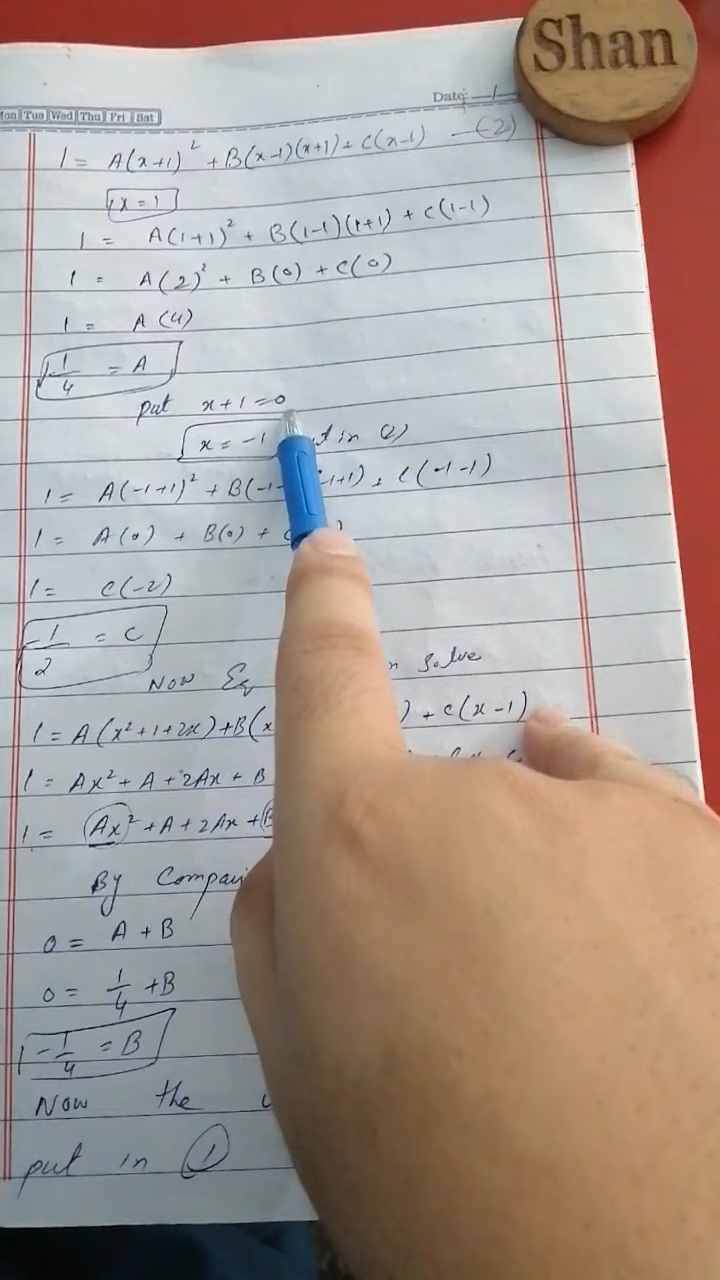 Shan
Date: 1
Mon Tue Wed Thu Fri Sat
1 = A(x+1)² + B(x-1)(x+1) + C(x-1) —(2)
x = 1
1 = A(1+1)² + B(1-1)(1+1) + C(1-1)
1 = A(2)² + B(0) + C(0)
1 = A(4)
1/4 = A
put x+1=0
x = -1 in (2)
1 = A(-1+1)² + B(-1- +1) + C(-1-1)
1 = A(0) + B(0) +
1 = C(-2)
-1/2 = C
Now Eq solve
1 = A(x²+1+2x)+B(x ) + C(x-1)
1 = Ax² + A + 2Ax + B
1 = Ax² + A + 2Ax + B
By
0 = A + B
0 = 1/4 + B
-1/4 = B
Now the
put in ①